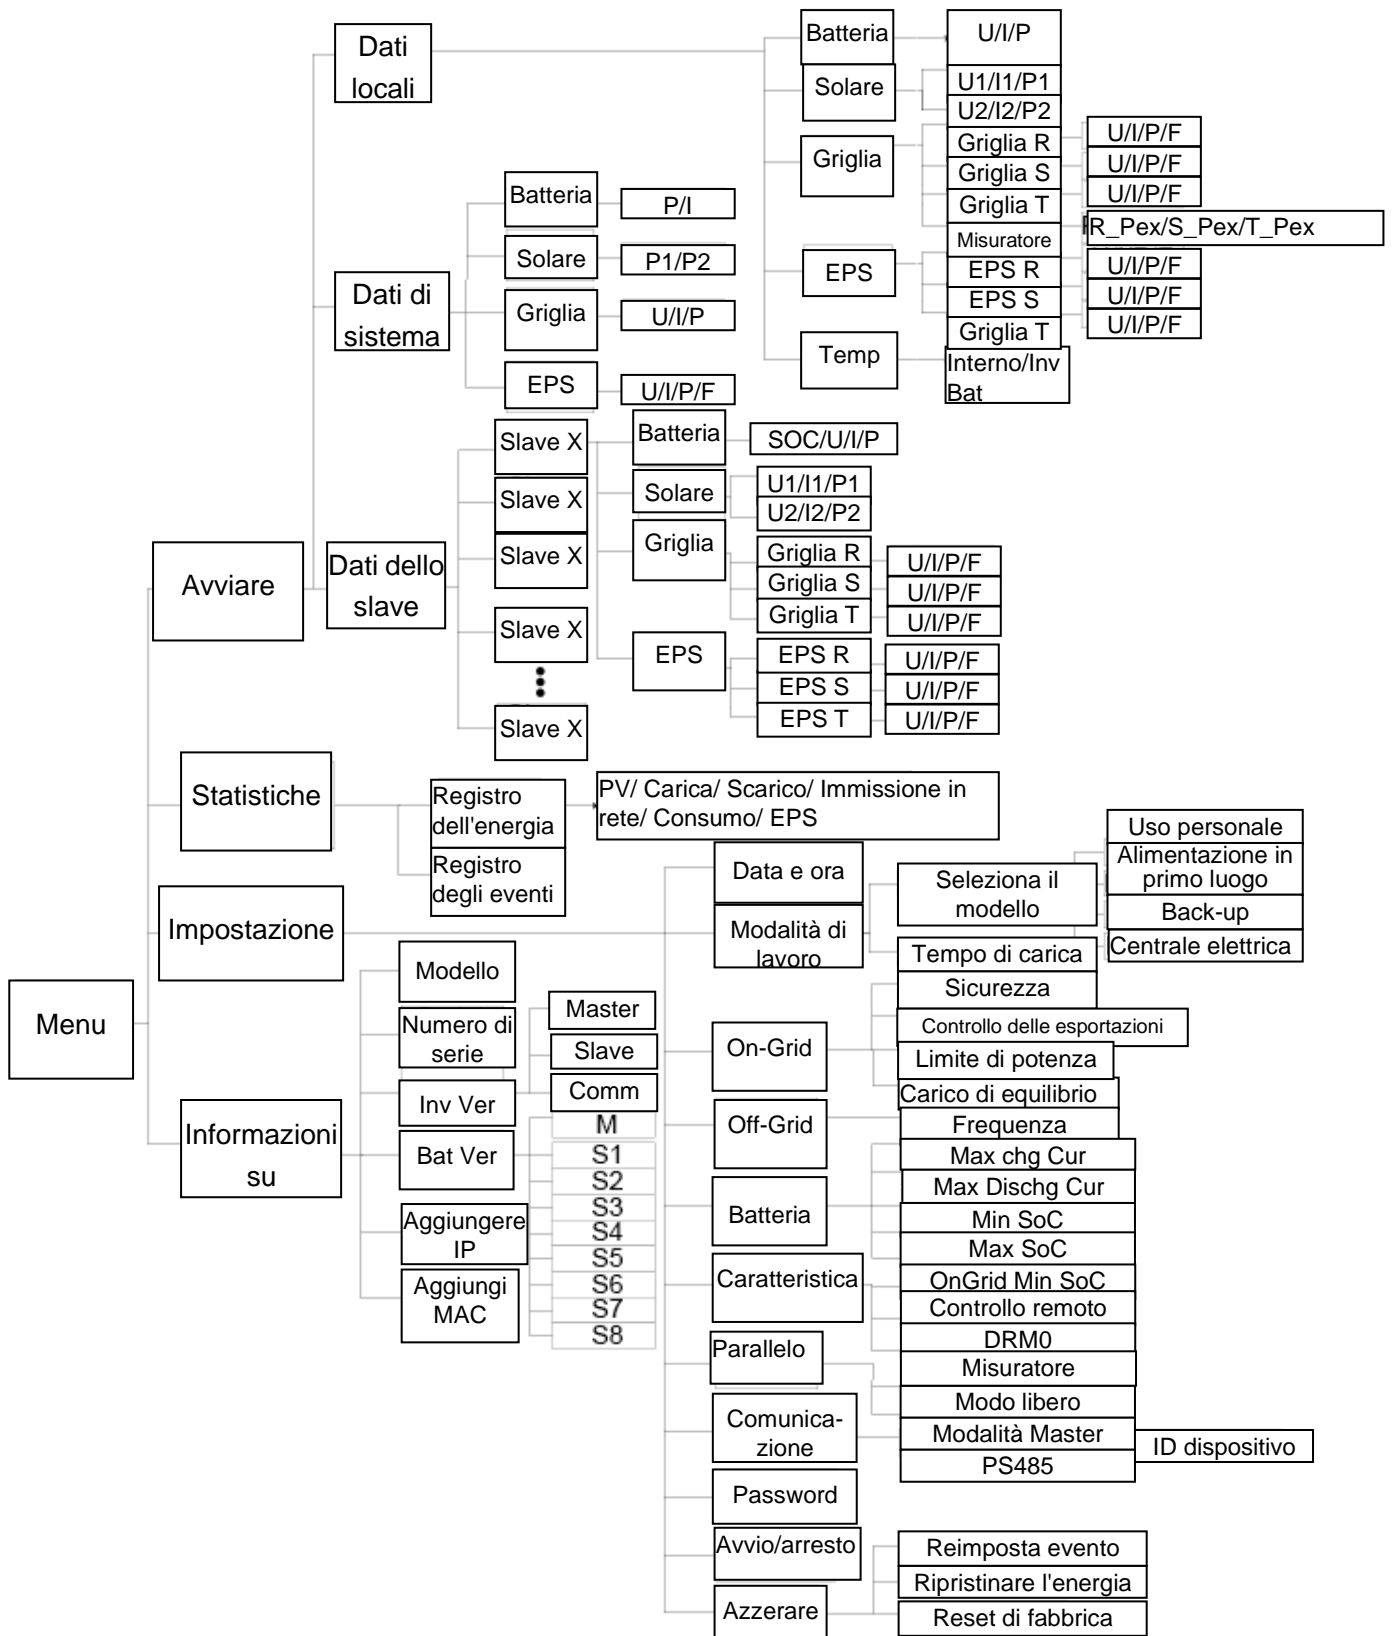 Dati
locali
Batteria
U/I/P
Solare
U1/I1/P1
U2/I2/P2
Griglia
Griglia R
U/I/P/F
Griglia S
U/I/P/F
Griglia T
U/I/P/F
Misuratore
R_Pex/S_Pex/T_Pex
EPS
EPS R
U/I/P/F
EPS S
U/I/P/F
Griglia T
U/I/P/F
Temp
Interno/Inv
Bat
Dati di
sistema
Batteria
P/I
Solare
P1/P2
Griglia
U/I/P
EPS
U/I/P/F
Avviare
Dati dello
slave
Slave X
Slave X
Slave X
Slave X
Slave X
Batteria
SOC/U/I/P
Solare
U1/I1/P1
U2/I2/P2
Griglia
Griglia R
U/I/P/F
Griglia S
U/I/P/F
Griglia T
U/I/P/F
EPS
EPS R
U/I/P/F
EPS S
U/I/P/F
EPS T
U/I/P/F
Statistiche
Registro
dell'energia
PV/ Carica/ Scarico/ Immissione in
rete/ Consumo/ EPS
Registro
degli eventi
Impostazione
Data e ora
Modalità di
lavoro
Seleziona il
modello
Uso personale
Alimentazione in
primo luogo
Back-up
Centrale elettrica
Tempo di carica
On-Grid
Sicurezza
Controllo delle esportazioni
Limite di potenza
Carico di equilibrio
Off-Grid
Frequenza
Batteria
Max chg Cur
Max Dischg Cur
Min SoC
Max SoC
Caratteristica
OnGrid Min SoC
Controllo remoto
DRM0
Parallelo
Misuratore
Modo libero
Comunica-
zione
Modalità Master
PS485
ID dispositivo
Password
Avvio/arresto
Azzerare
Reimposta evento
Ripristinare l'energia
Reset di fabbrica
Menu
Informazioni
su
Modello
Numero di
serie
Inv Ver
Master
Slave
Comm
Bat Ver
M
S1
S2
S3
S4
S5
S6
S7
S8
Aggiungere
IP
Aggiungi
MAC